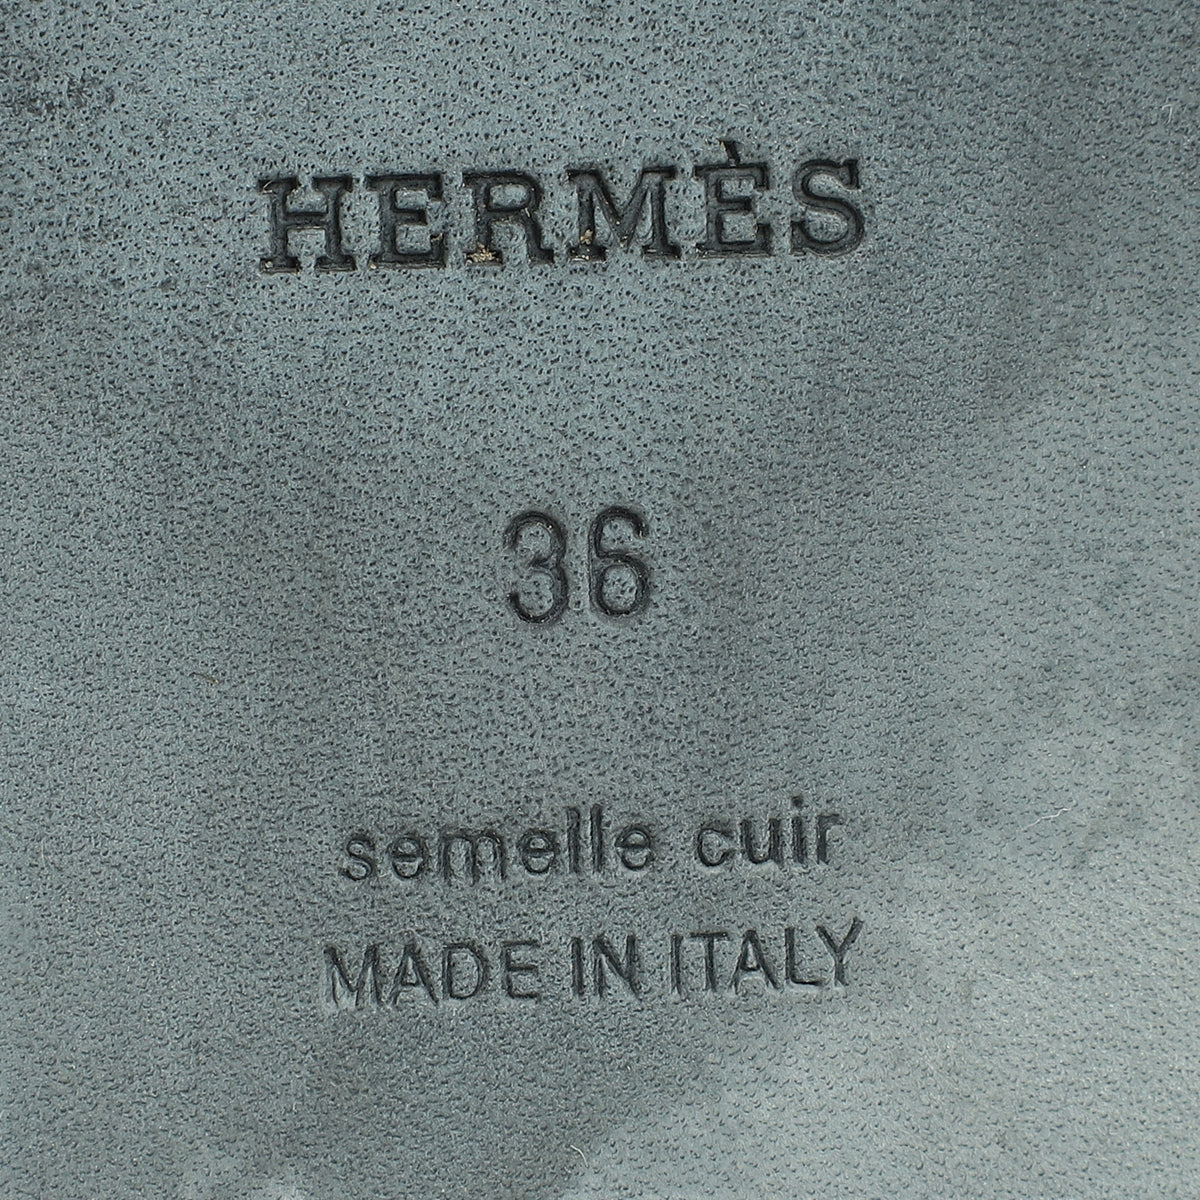 HERMÈS
36
semelle cuir
MADE IN ITALY